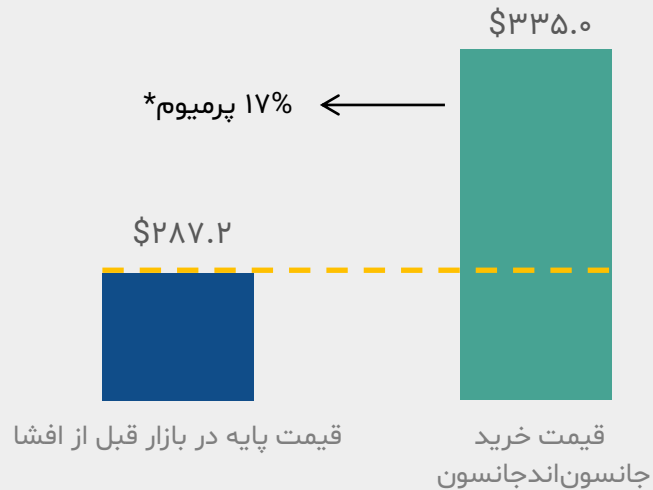 $۳۳۵.۰
۱۷% پرمیوم*
$۲۸۷.۲
قیمت خرید
جانسون‌اندجانسون
قیمت پایه در بازار قبل از افشا